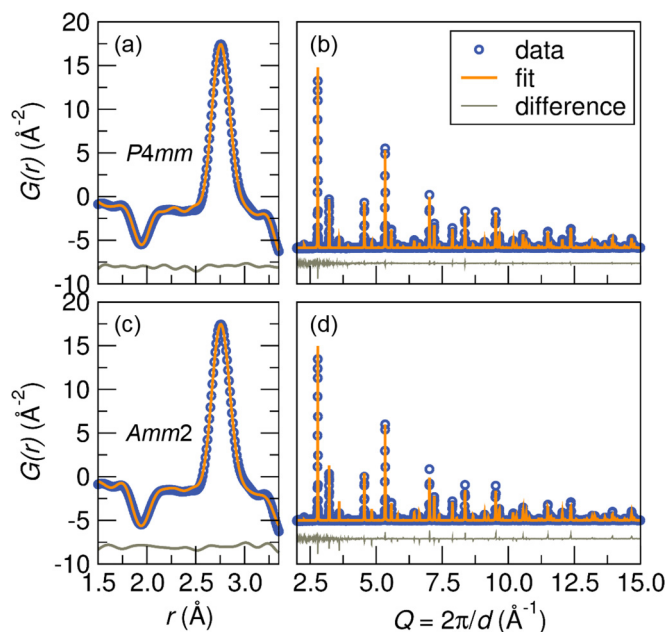 (a)
20
15
10
5
0
-5
-10
G(r) (Å⁻²)
P4mm
(b)
data
fit
difference
(c)
20
15
10
5
0
-5
-10
G(r) (Å⁻²)
Amm2
1.5 2.0 2.5 3.0
r (Å)
(d)
2.5 5.0 7.5 10.0 12.5 15.0
Q = 2π/d (Å⁻¹)